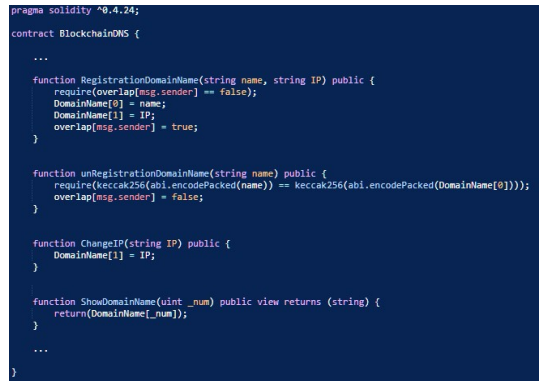 pragma solidity ^0.4.24;
contract BlockchainDNS {
...
function RegistrationDomainName(string name, string IP) public {
require(overlap[msg.sender] == false);
DomainName[0] = name;
DomainName[1] = IP;
overlap[msg.sender] = true;
}
function unRegistrationDomainName(string name) public {
require(keccak256(abi.encodePacked(name)) == keccak256(abi.encodePacked(DomainName[0])));
overlap[msg.sender] = false;
}
function ChangeIP(string IP) public {
DomainName[1] = IP;
}
function ShowDomainName(uint _num) public view returns (string) {
return(DomainName[_num]);
}
...
}